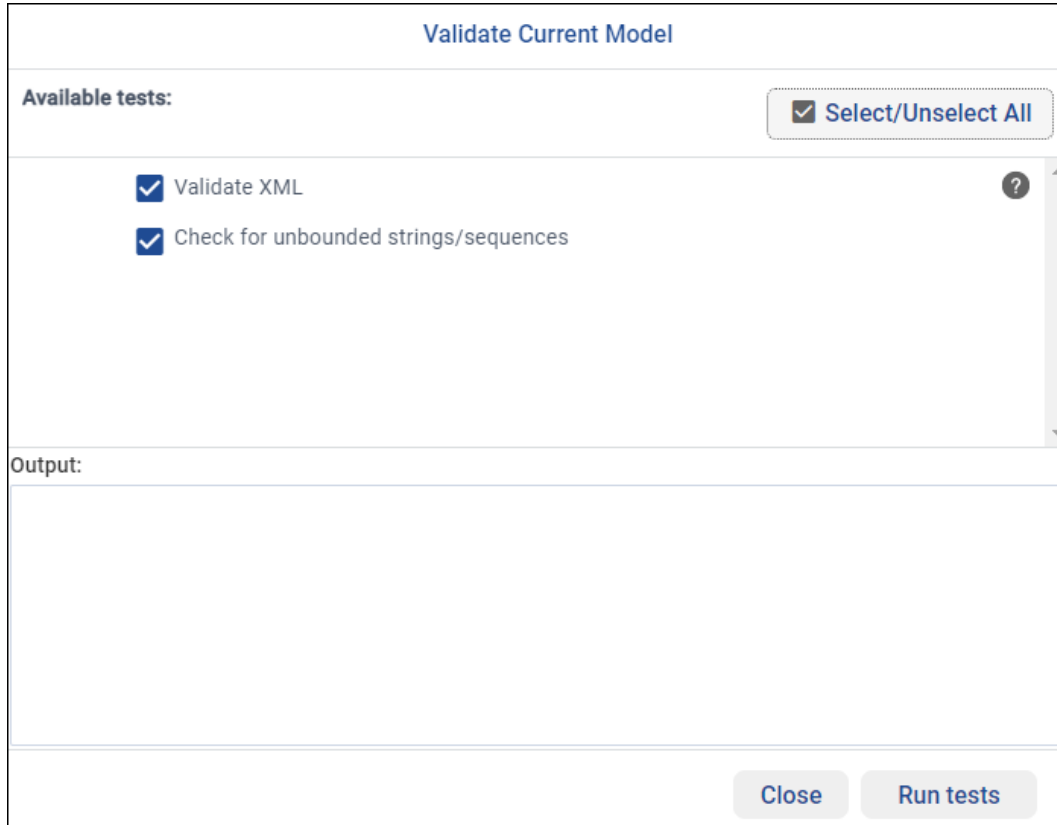 Validate Current Model
Available tests:
Select/Unselect All
Validate XML
?
Check for unbounded strings/sequences
Output:
Close
Run tests